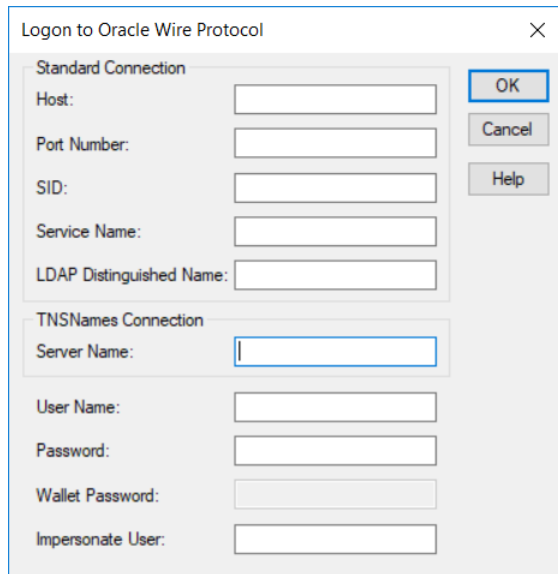 Logon to Oracle Wire Protocol
Standard Connection
Host:
Port Number:
SID:
Service Name:
LDAP Distinguished Name:
TNSNames Connection
Server Name:
User Name:
Password:
Wallet Password:
Impersonate User:
OK
Cancel
Help